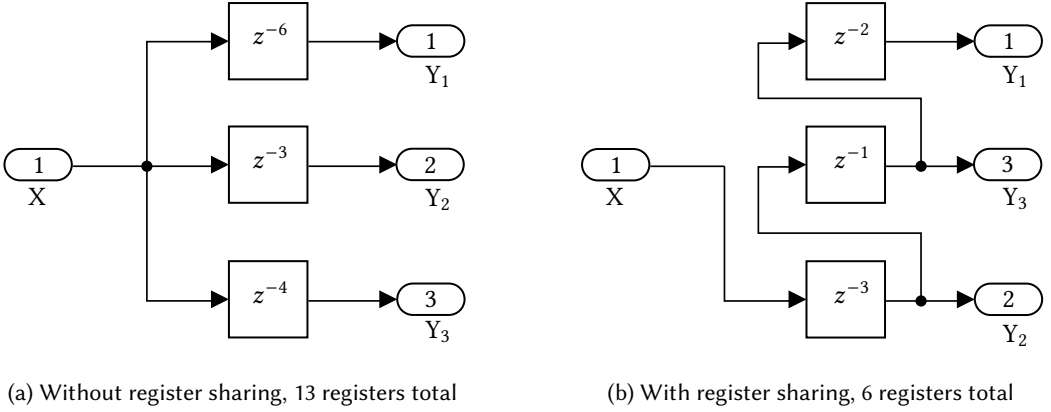 z⁻⁶
1
Y₁
1
X
z⁻³
2
Y₂
z⁻⁴
3
Y₃
(a) Without register sharing, 13 registers total
z⁻²
1
Y₁
1
X
z⁻¹
3
Y₃
z⁻³
2
Y₂
(b) With register sharing, 6 registers total